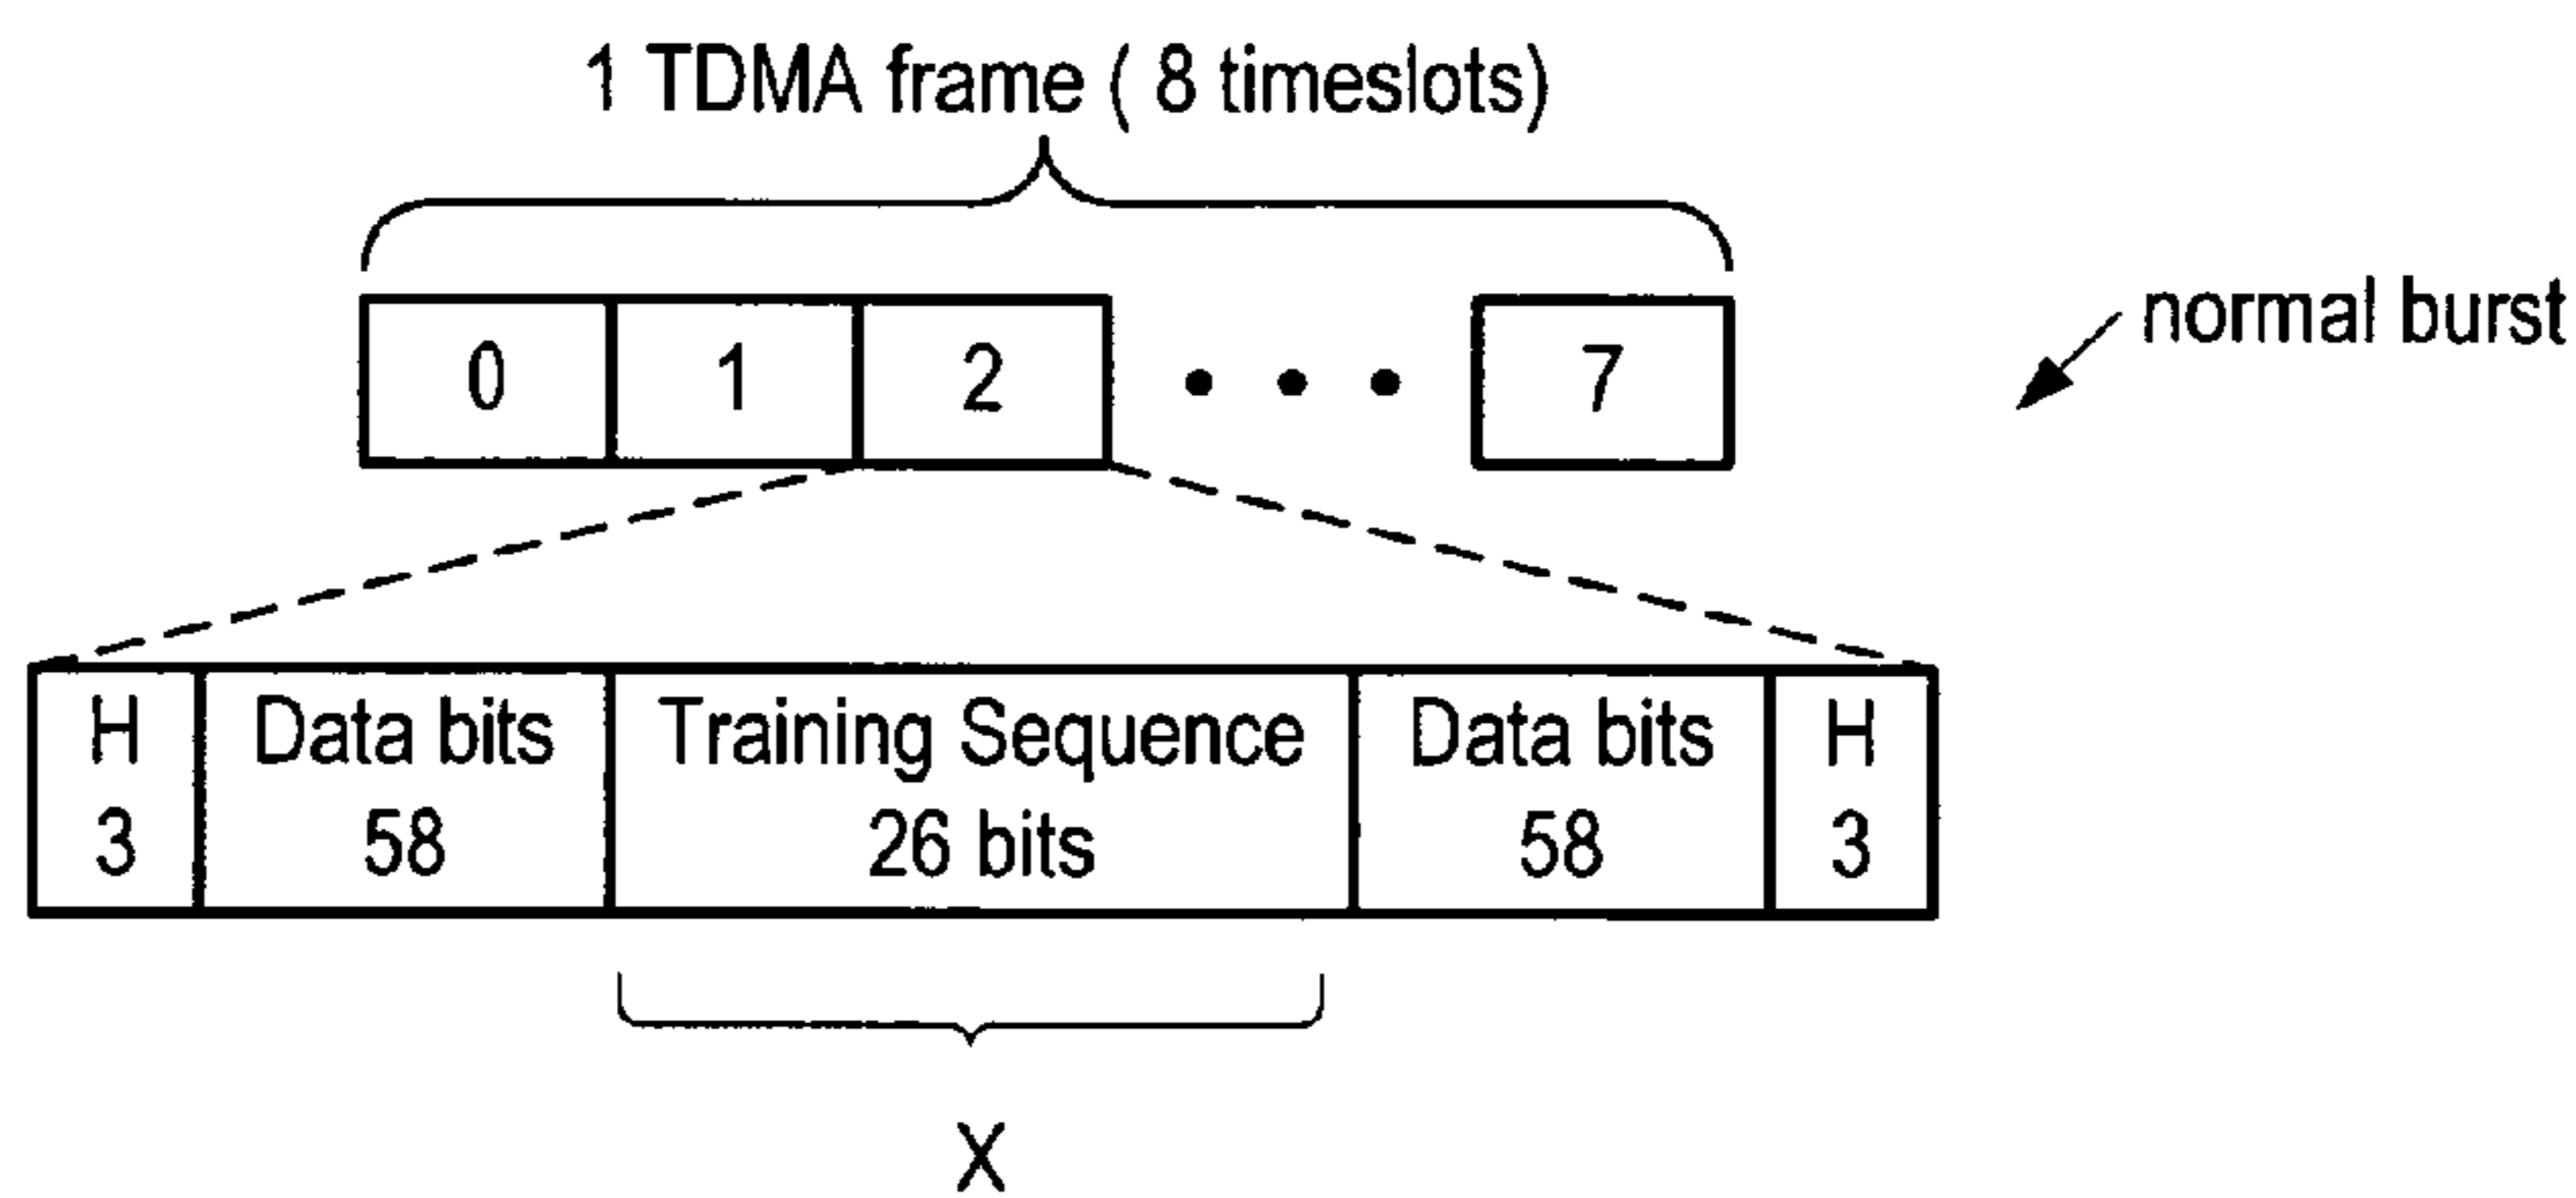 1 TDMA frame ( 8 timeslots)
0 1 2 • • • 7
normal burst
H Data bits Training Sequence Data bits H
3 58 26 bits 58 3
X